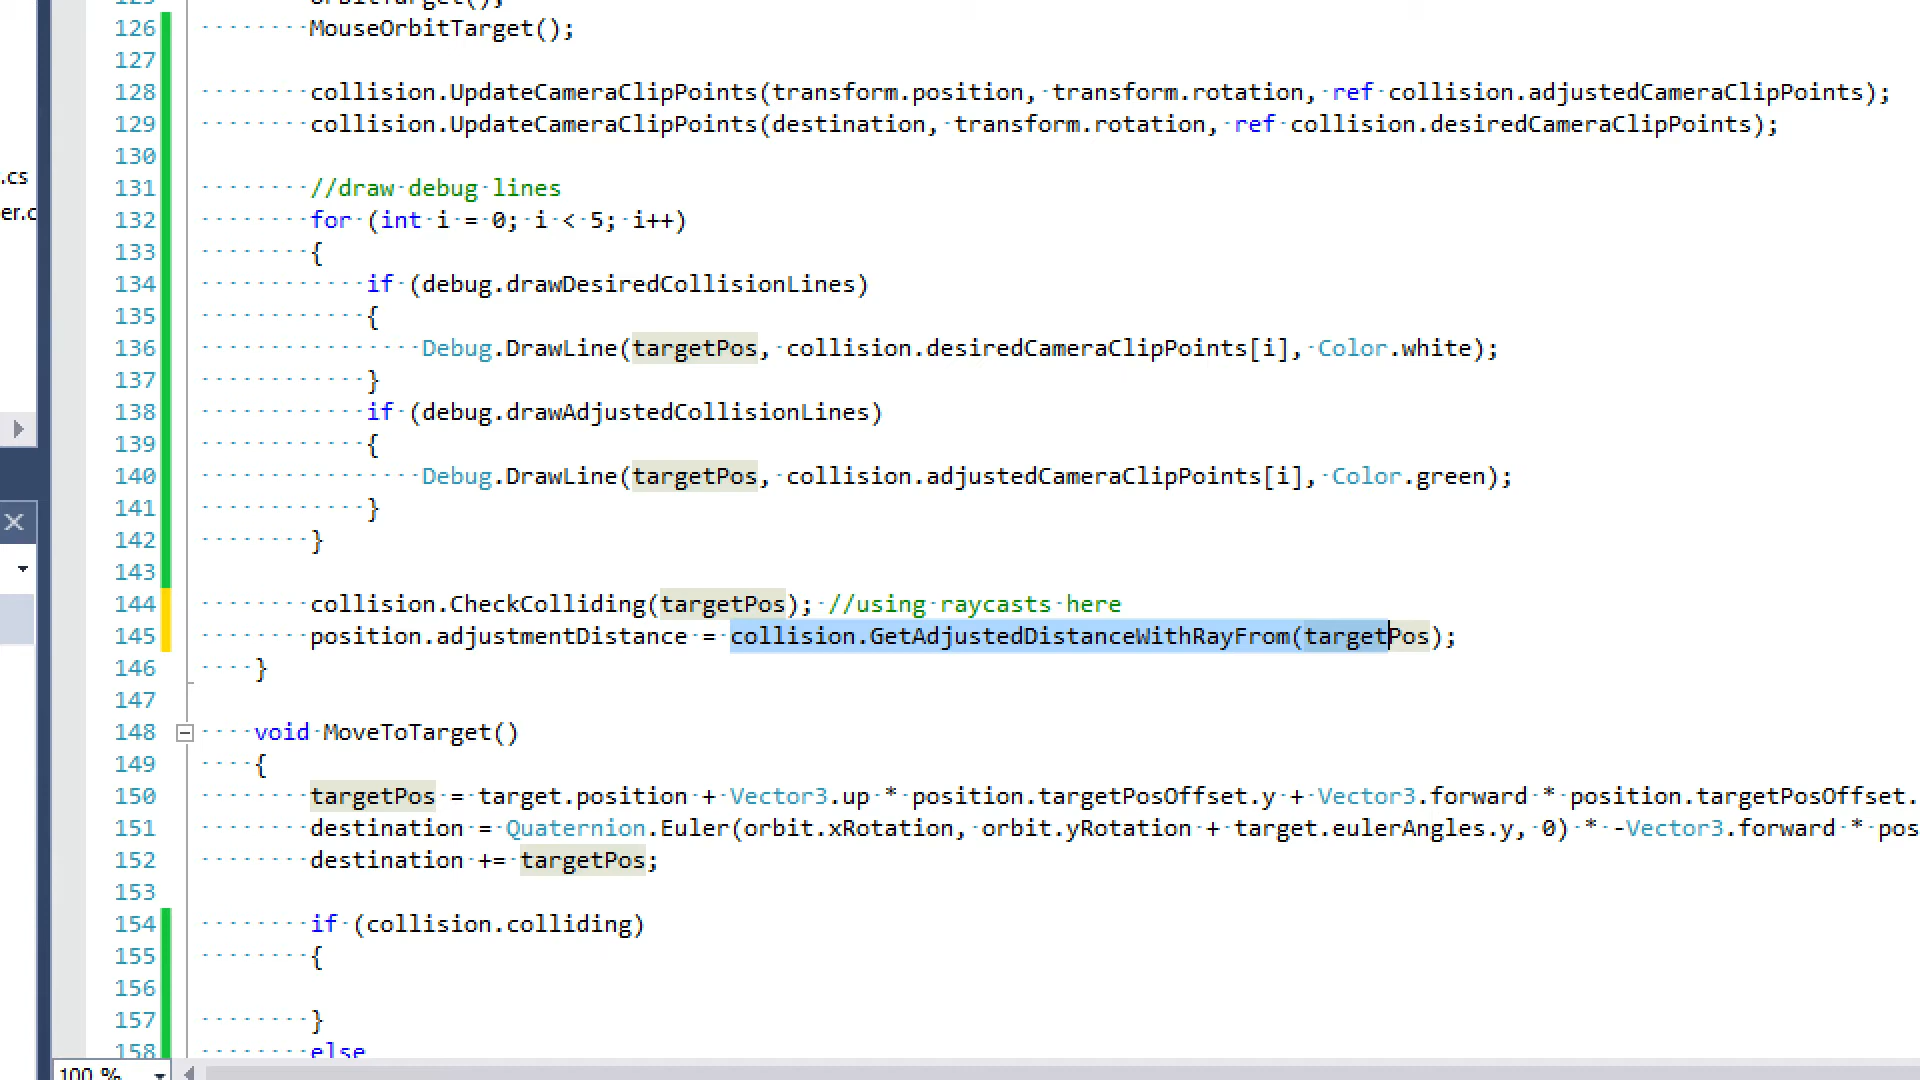 126 MouseOrbitTarget();
127
128 collision.UpdateCameraClipPoints(transform.position, transform.rotation, ref collision.adjustedCameraClipPoints);
129 collision.UpdateCameraClipPoints(destination, transform.rotation, ref collision.desiredCameraClipPoints);
130
.cs
131 //draw debug lines
132 for (int i = 0; i < 5; i++)
er.c
133 {
134 if (debug.drawDesiredCollisionLines)
135 {
136 Debug.DrawLine(targetPos, collision.desiredCameraClipPoints[i], Color.white);
137 }
138 if (debug.drawAdjustedCollisionLines)
139 {
140 Debug.DrawLine(targetPos, collision.adjustedCameraClipPoints[i], Color.green);
141 }
142 }
143
144 collision.CheckColliding(targetPos); //using raycasts here
145 position.adjustmentDistance = collision.GetAdjustedDistanceWithRayFrom(targetPos);
146 }
147
148 void MoveToTarget()
149 {
150 targetPos = target.position + Vector3.up * position.targetPosOffset.y + Vector3.forward * position.targetPosOffset.
151 destination = Quaternion.Euler(orbit.xRotation, orbit.yRotation + target.eulerAngles.y, 0) * -Vector3.forward * pos
152 destination += targetPos;
153
154 if (collision.colliding)
155 {
156
157 }
158 else
100 %